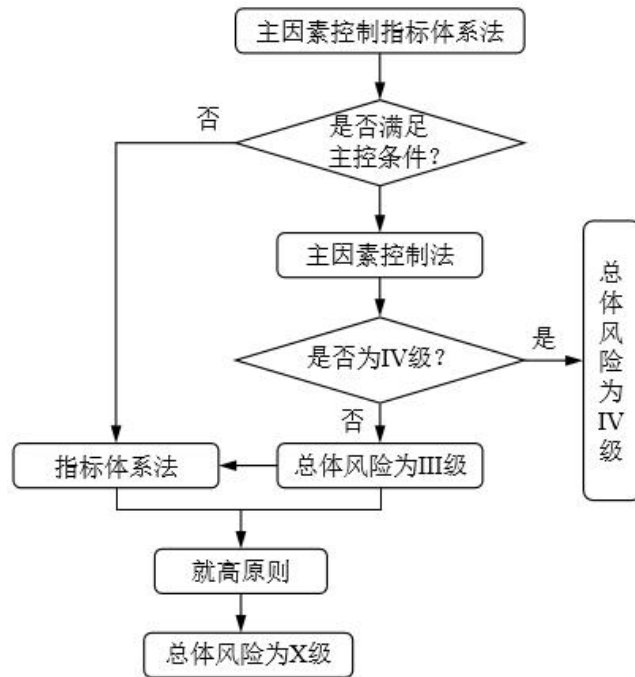 主因素控制指标体系法
否
是否满足
主控条件？
主因素控制法
总体风险为IV级
是否为IV级？
是
否
指标体系法
总体风险为III级
就高原则
总体风险为X级